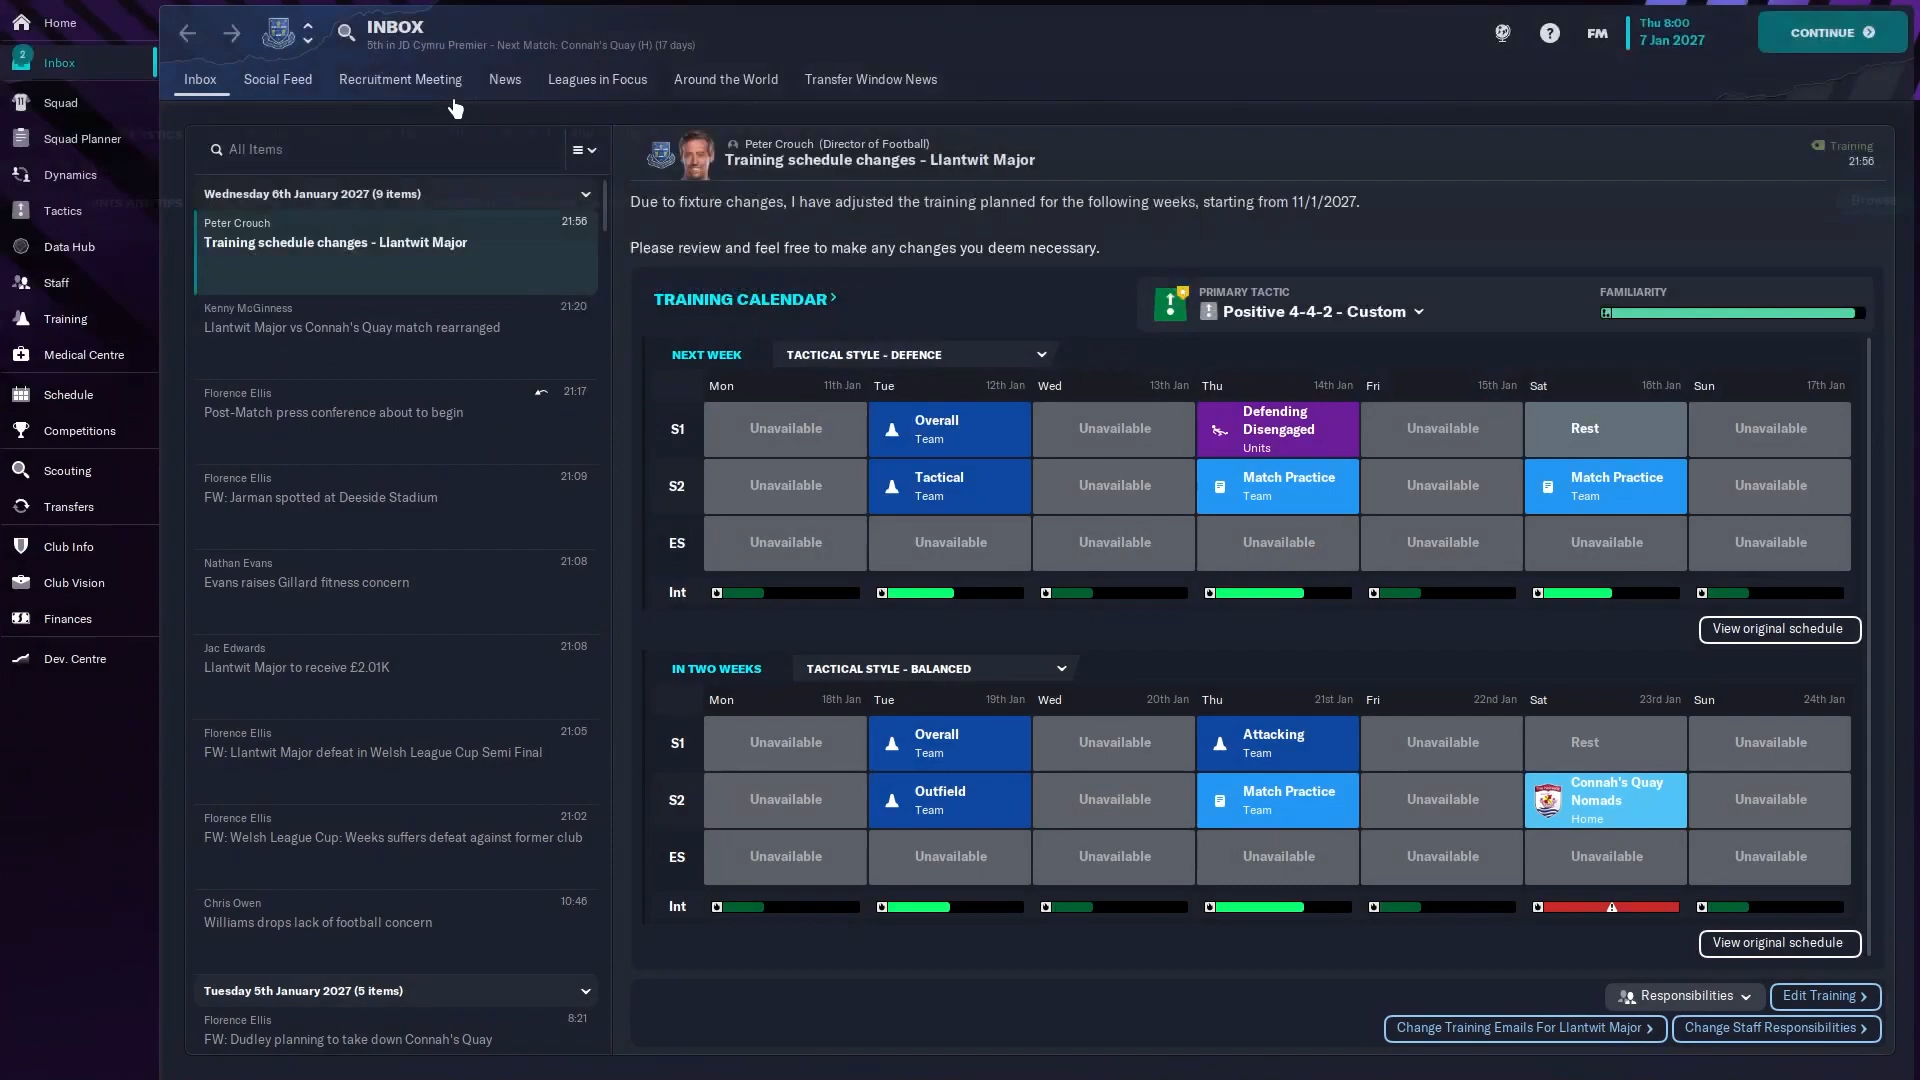 Home
INBOX
5th in JD Cymru Premier - Next Match: Connah's Quay (H) (17 days)
FM
Thu 8:00
7 Jan 2027
CONTINUE
2
Inbox
Inbox
Social Feed
Recruitment Meeting
News
Leagues in Focus
Around the World
Transfer Window News
Squad
Squad Planner
Dynamics
Tactics
Data Hub
Staff
Training
Medical Centre
Schedule
Competitions
Scouting
Transfers
Club Info
Club Vision
Finances
Dev. Centre
All Items
Wednesday 6th January 2027 (9 items)
Peter Crouch 21:56
Training schedule changes - Llantwit Major
Kenny McGinness 21:20
Llantwit Major vs Connah's Quay match rearranged
Florence Ellis 21:17
Post-Match press conference about to begin
Florence Ellis 21:09
FW: Jarman spotted at Deeside Stadium
Nathan Evans 21:08
Evans raises Gillard fitness concern
Jac Edwards 21:08
Llantwit Major to receive £2.01K
Florence Ellis 21:05
FW: Llantwit Major defeat in Welsh League Cup Semi Final
Florence Ellis 21:02
FW: Welsh League Cup: Weeks suffers defeat against former club
Chris Owen 10:46
Williams drops lack of football concern
Tuesday 5th January 2027 (5 items)
Florence Ellis 8:21
FW: Dudley planning to take down Connah's Quay
Peter Crouch (Director of Football)
Training schedule changes - Llantwit Major
Training
21:56
Due to fixture changes, I have adjusted the training planned for the following weeks, starting from 11/1/2027.
Please review and feel free to make any changes you deem necessary.
TRAINING CALENDAR
PRIMARY TACTIC
Positive 4-4-2 - Custom
FAMILIARITY
NEXT WEEK TACTICAL STYLE - DEFENCE
Mon 11th Jan Tue 12th Jan Wed 13th Jan Thu 14th Jan Fri 15th Jan Sat 16th Jan Sun 17th Jan
S1 Unavailable Overall Team Unavailable Defending Disengaged Units Unavailable Rest Unavailable
S2 Unavailable Tactical Team Unavailable Match Practice Team Unavailable Match Practice Team Unavailable
ES Unavailable Unavailable Unavailable Unavailable Unavailable Unavailable Unavailable
Int
View original schedule
IN TWO WEEKS TACTICAL STYLE - BALANCED
Mon 18th Jan Tue 19th Jan Wed 20th Jan Thu 21st Jan Fri 22nd Jan Sat 23rd Jan Sun 24th Jan
S1 Unavailable Overall Team Unavailable Attacking Team Unavailable Rest Unavailable
S2 Unavailable Outfield Team Unavailable Match Practice Team Unavailable Connah's Quay Nomads Home Unavailable
ES Unavailable Unavailable Unavailable Unavailable Unavailable Unavailable Unavailable
Int
View original schedule
Responsibilities
Edit Training
Change Training Emails For Llantwit Major
Change Staff Responsibilities